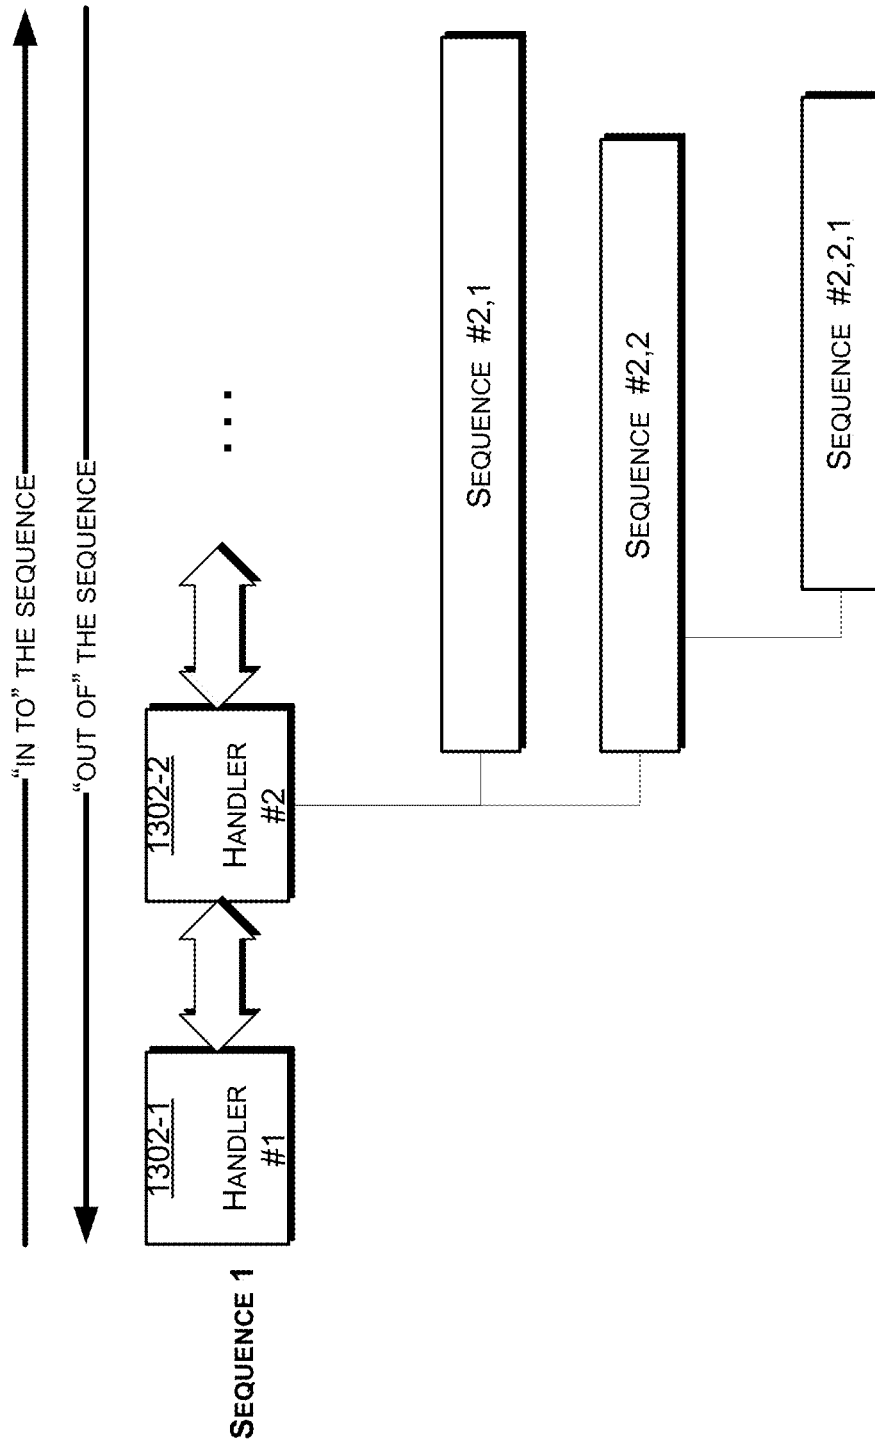 “IN TO” THE SEQUENCE
“OUT OF” THE SEQUENCE
SEQUENCE 1
1302-1
HANDLER
#1
1302-2
HANDLER
#2
...
SEQUENCE #2,1
SEQUENCE #2,2
SEQUENCE #2,2,1